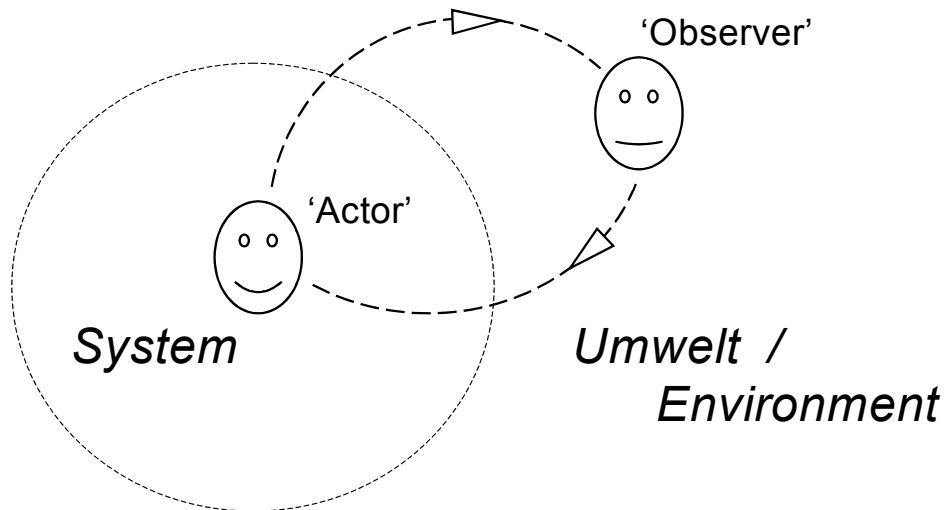 ‘Observer’
‘Actor’
System
Umwelt /
Environment